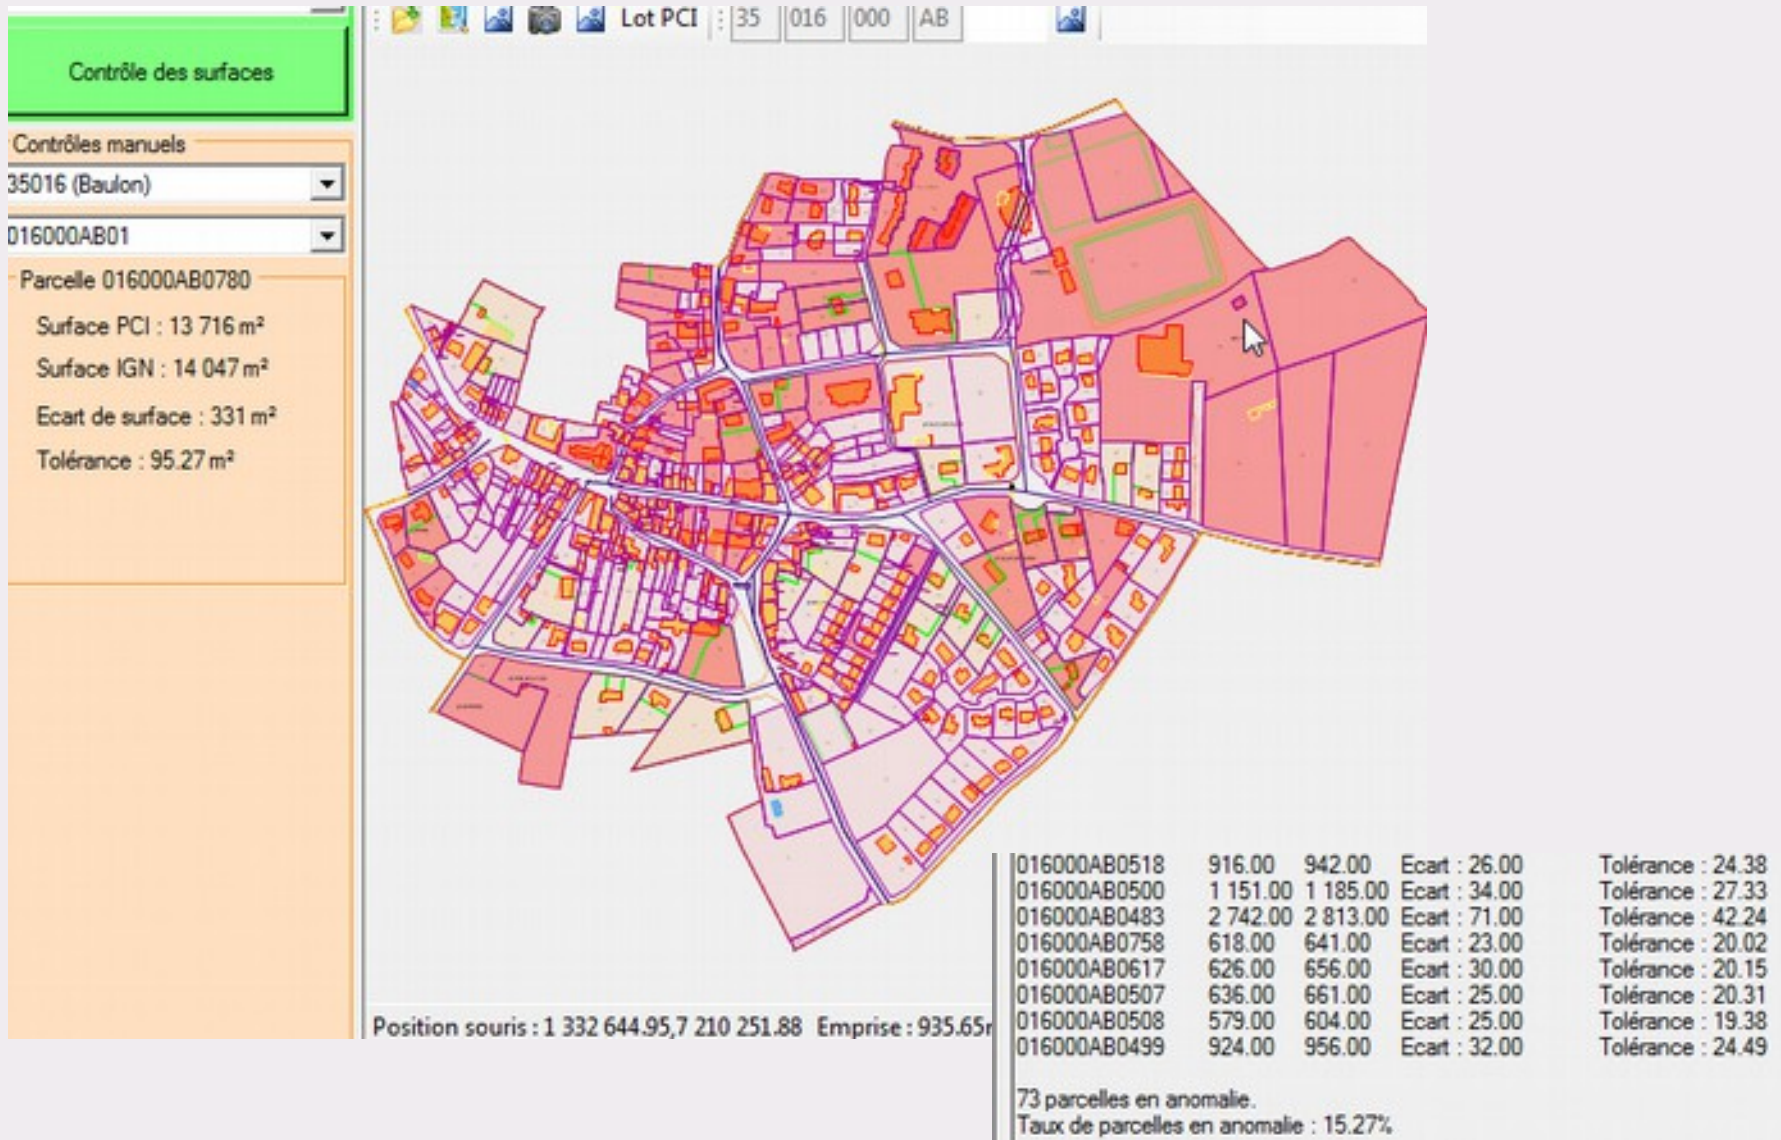 Lot PCI 35 016 000 AB
Contrôle des surfaces
Contrôles manuels
35016 (Baulon)
016000AB01
Parcelle 016000AB0780
Surface PCI : 13 716 m²
Surface IGN : 14 047 m²
Ecart de surface : 331 m²
Tolérance : 95.27 m²
Position souris : 1 332 644.95,7 210 251.88 Emprise : 935.65
016000AB0518 916.00 942.00 Ecart : 26.00 Tolérance : 24.38
016000AB0500 1 151.00 1 185.00 Ecart : 34.00 Tolérance : 27.33
016000AB0483 2 742.00 2 813.00 Ecart : 71.00 Tolérance : 42.24
016000AB0758 618.00 641.00 Ecart : 23.00 Tolérance : 20.02
016000AB0617 626.00 656.00 Ecart : 30.00 Tolérance : 20.15
016000AB0507 636.00 661.00 Ecart : 25.00 Tolérance : 20.31
016000AB0508 579.00 604.00 Ecart : 25.00 Tolérance : 19.38
016000AB0499 924.00 956.00 Ecart : 32.00 Tolérance : 24.49
73 parcelles en anomalie.
Taux de parcelles en anomalie : 15.27%